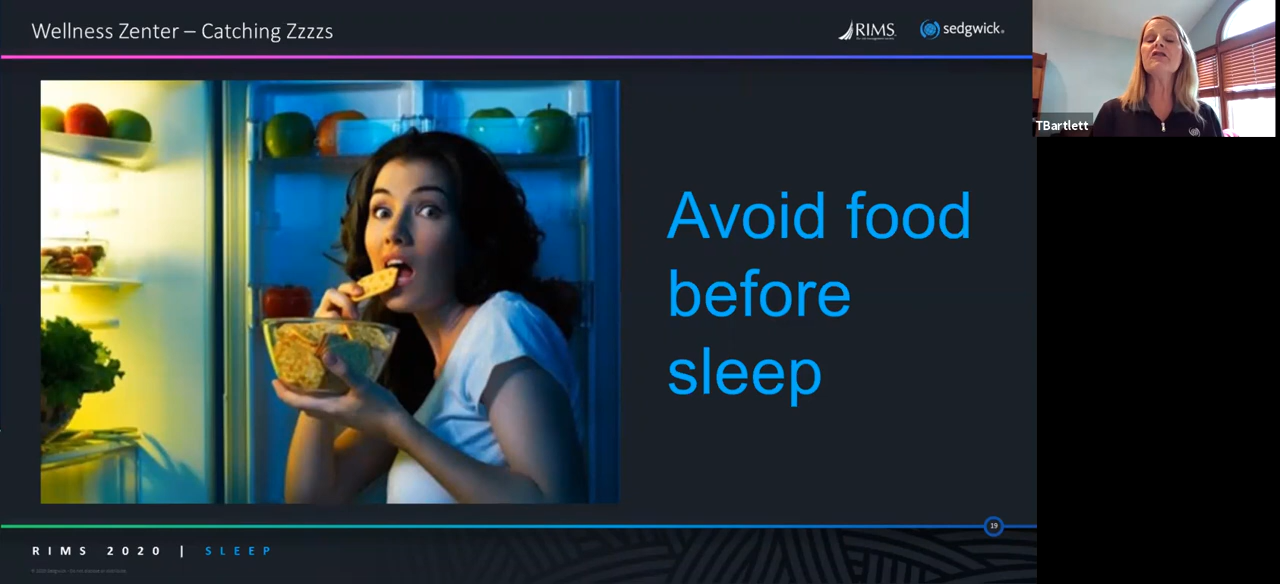 Wellness Zenter – Catching Zzzzs
RIMS
sedgwick.
TBartlett
Avoid food
before
sleep
19
RIMS 2020 | SLEEP